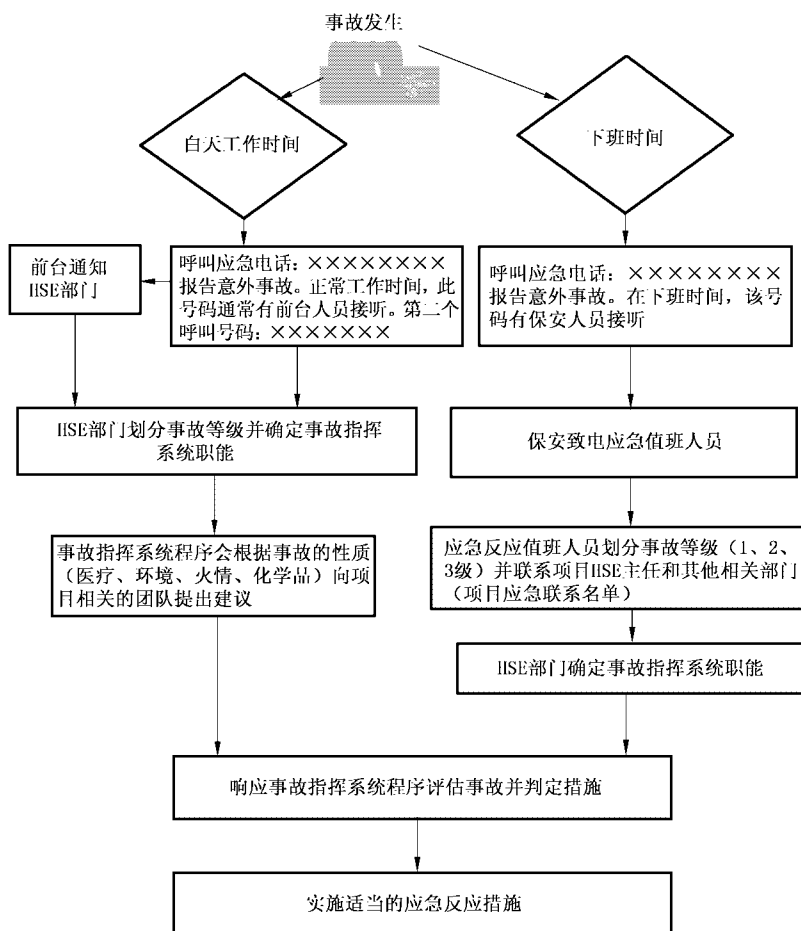 事故发生
白天工作时间
下班时间
前台通知
HSE部门
呼叫应急电话：××××××××
报告意外事故。正常工作时间，此
号码通常有前台人员接听。第二个
呼叫号码：×××××××
呼叫应急电话：××××××××
报告意外事故。在下班时间，该号
码有保安人员接听
HSE部门划分事故等级并确定事故指挥
系统职能
保安致电应急值班人员
事故指挥系统程序会根据事故的性质
（医疗、环境、火情、化学品）向项
目相关的团队提出建议
应急反应值班人员划分事故等级（1、2、
3级）并联系项目HSE主任和其他相关部门
（项目应急联系名单）
HSE部门确定事故指挥系统职能
响应事故指挥系统程序评估事故并判定措施
实施适当的应急反应措施